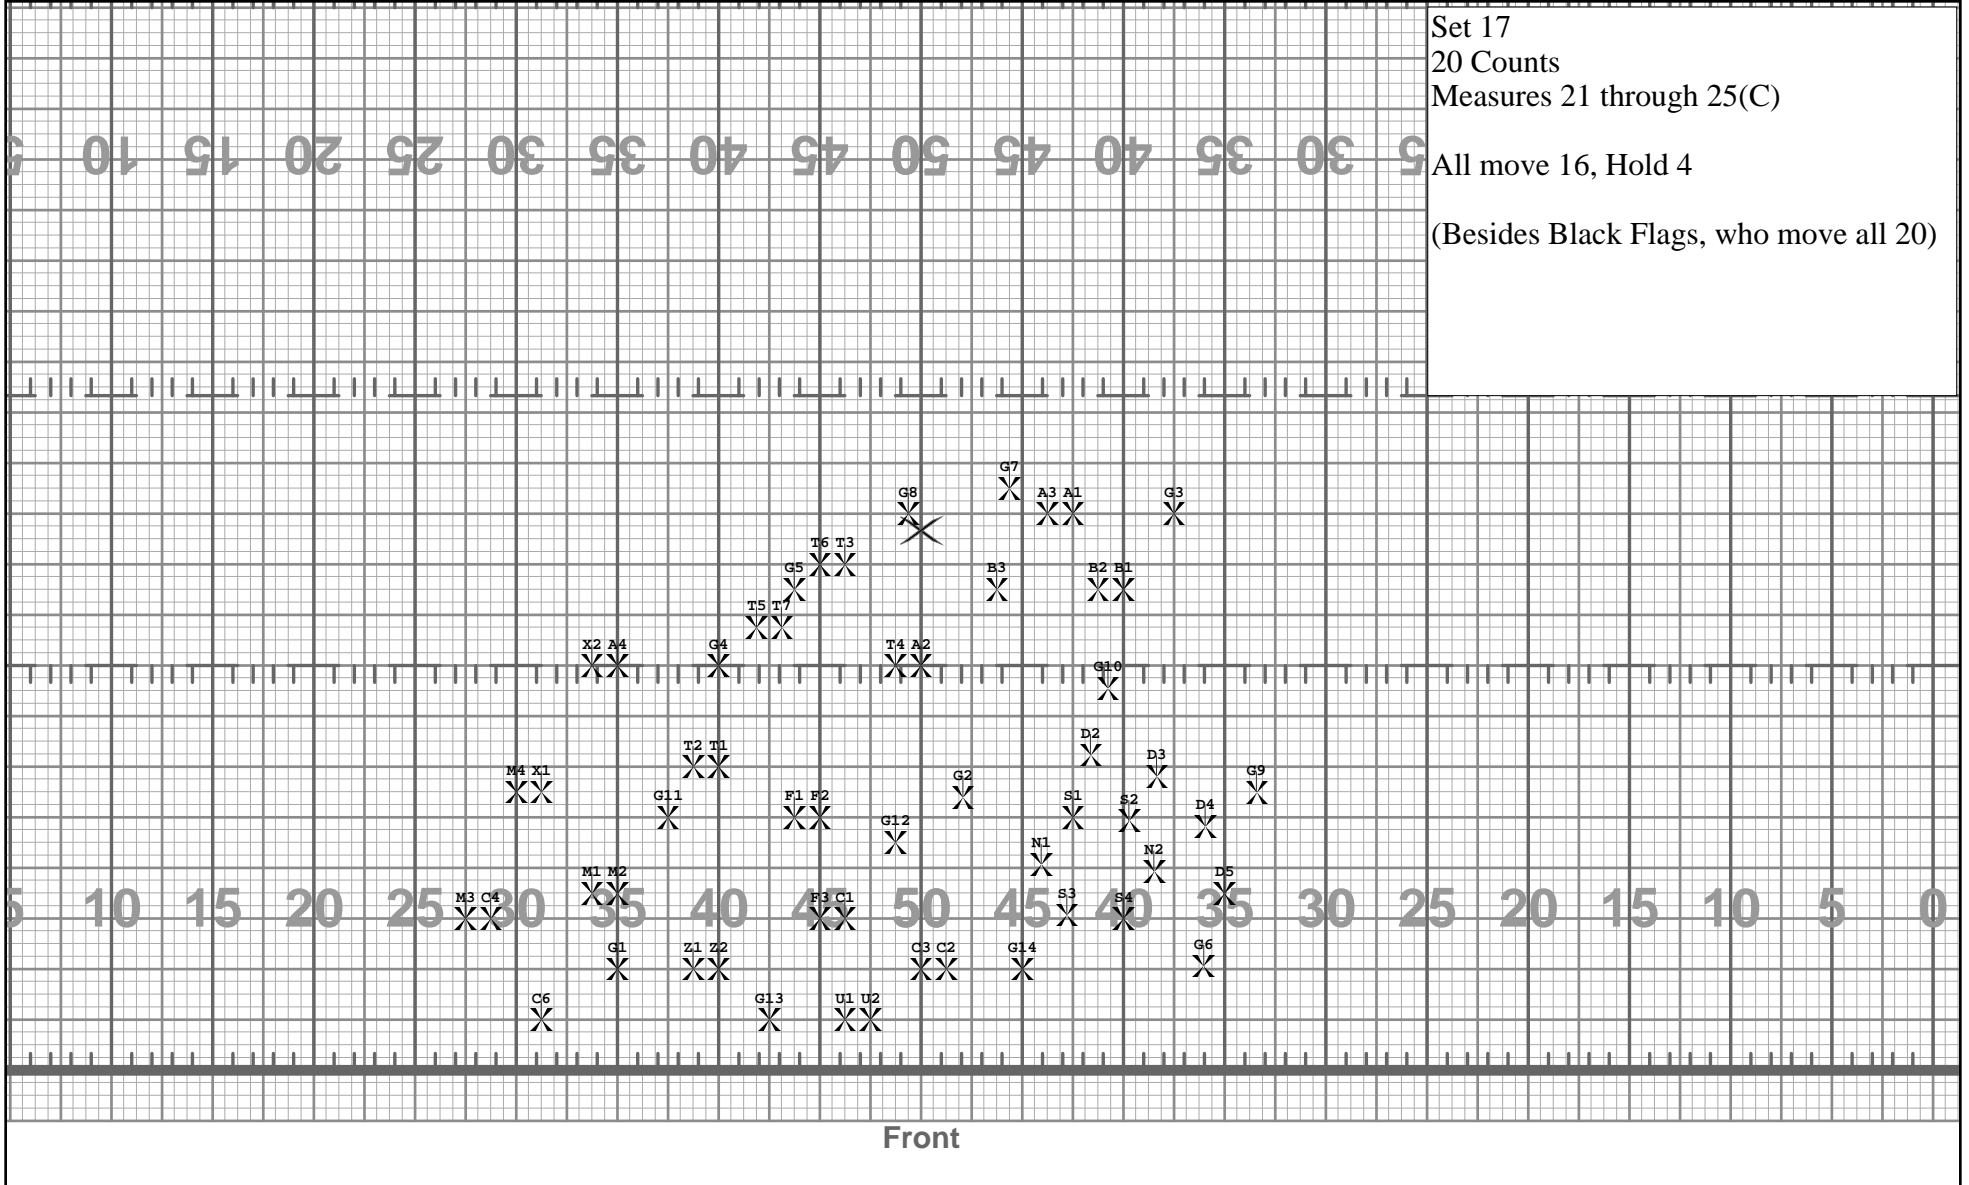 Set 17
20 Counts
Measures 21 through 25(C)
All move 16, Hold 4
(Besides Black Flags, who move all 20)
5 10 15 20 25 30 35 40 45 50 45 40 35 30 5
G7
G8 A3 A1 G3
T6 T3
G5 B3 B2 B1
T5 T7
X2 A4 G4 T4 A2
G10
D2
T2 T1 D3
M4 X1 G2 G9
G11 F1 F2 S1 S2 D4
G12
N1 N2
M1 M2 D5
M3 C4 F3 C1 S3 S4
5 10 15 20 25 30 35 40 45 50 45 40 35 30 25 20 15 10 5 0
G1 Z1 Z2 C3 C2 G14 G6
C6 G13 U1 U2
Front